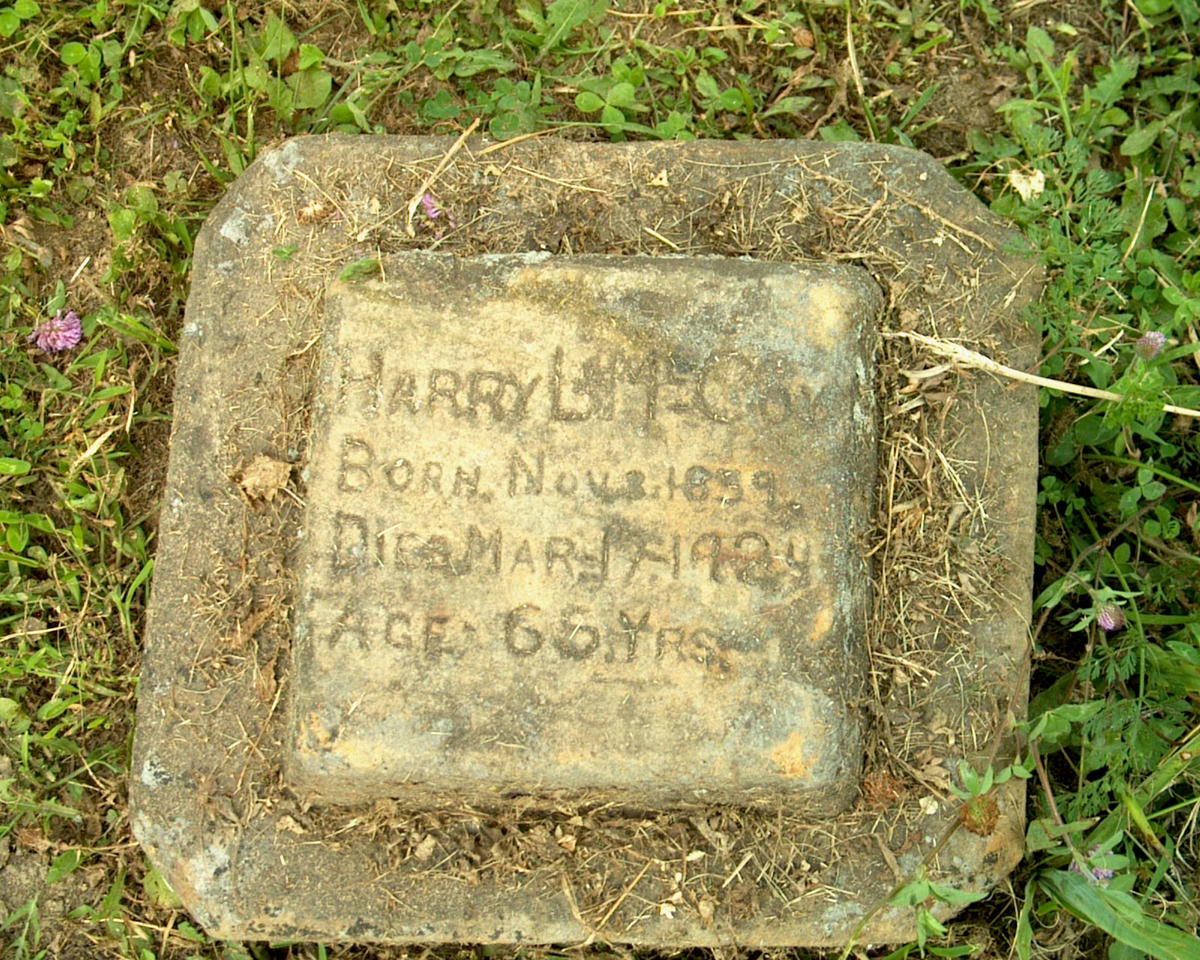 HARRY L. McCoy
BORN. NOV. 3. 1859.
DIED MAR. 17. 1924
AGE. 65. YRS.